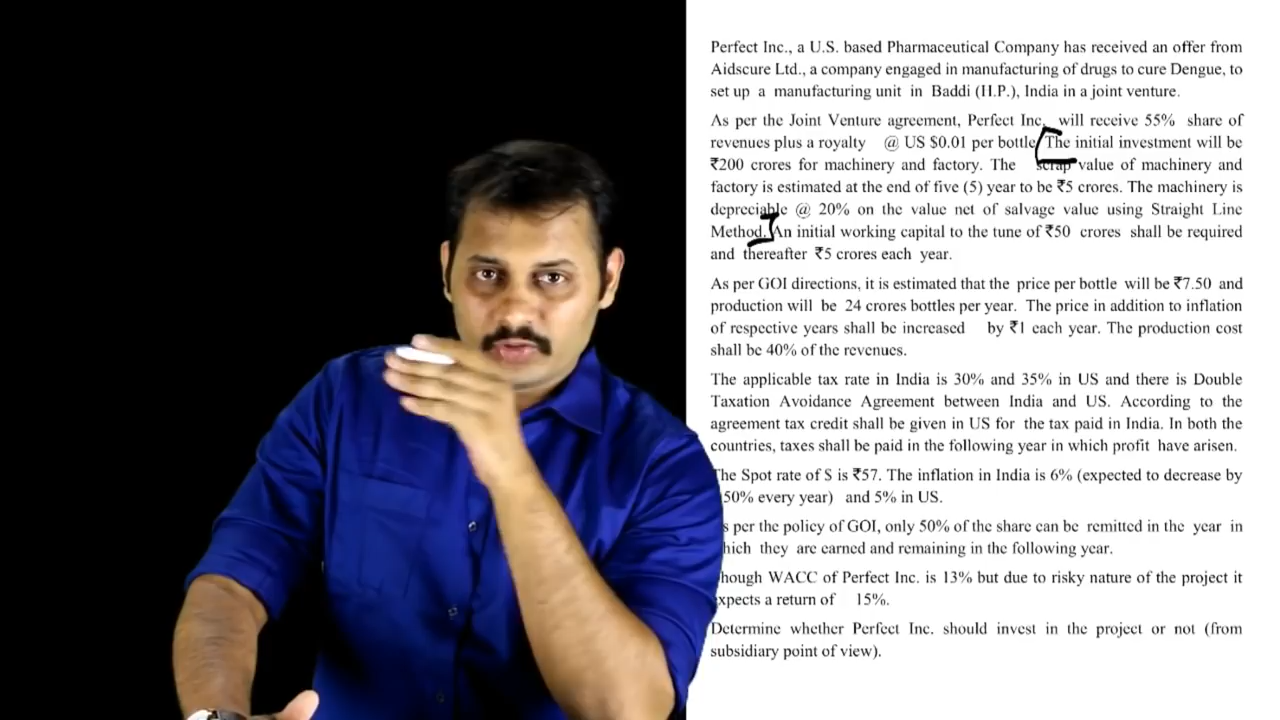 Perfect Inc., a U.S. based Pharmaceutical Company has received an offer from
Aidscure Ltd., a company engaged in manufacturing of drugs to cure Dengue, to
set up a manufacturing unit in Baddi (H.P.), India in a joint venture.
As per the Joint Venture agreement, Perfect Inc. will receive 55% share of
revenues plus a royalty @ US $0.01 per bottle. The initial investment will be
₹200 crores for machinery and factory. The scrap value of machinery and
factory is estimated at the end of five (5) year to be ₹5 crores. The machinery is
depreciable @ 20% on the value net of salvage value using Straight Line
Method. An initial working capital to the tune of ₹50 crores shall be required
and thereafter ₹5 crores each year.
As per GOI directions, it is estimated that the price per bottle will be ₹7.50 and
production will be 24 crores bottles per year. The price in addition to inflation
of respective years shall be increased by ₹1 each year. The production cost
shall be 40% of the revenues.
The applicable tax rate in India is 30% and 35% in US and there is Double
Taxation Avoidance Agreement between India and US. According to the
agreement tax credit shall be given in US for the tax paid in India. In both the
countries, taxes shall be paid in the following year in which profit have arisen.
The Spot rate of $ is ₹57. The inflation in India is 6% (expected to decrease by
50% every year) and 5% in US.
s per the policy of GOI, only 50% of the share can be remitted in the year in
hich they are earned and remaining in the following year.
hough WACC of Perfect Inc. is 13% but due to risky nature of the project it
xpects a return of 15%.
Determine whether Perfect Inc. should invest in the project or not (from
subsidiary point of view).